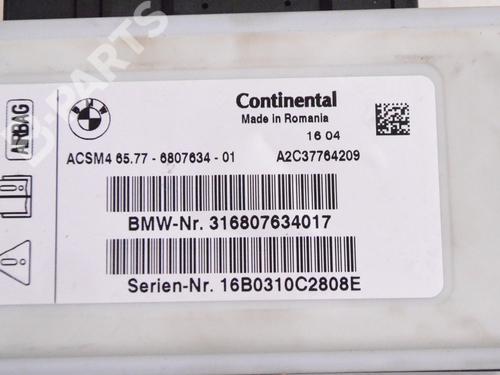 B-PARTS
AIRBAG
BMW
Continental
Made in Romania
16 04
ACSM4 65.77 - 6807634 - 01 A2C37764209
BMW-Nr. 316807634017
Serien-Nr. 16B0310C2808E